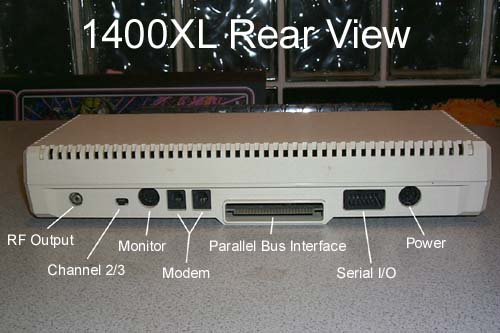 1400XL Rear View
RF Output
Channel 2/3
Monitor
Modem
Parallel Bus Interface
Serial I/O
Power